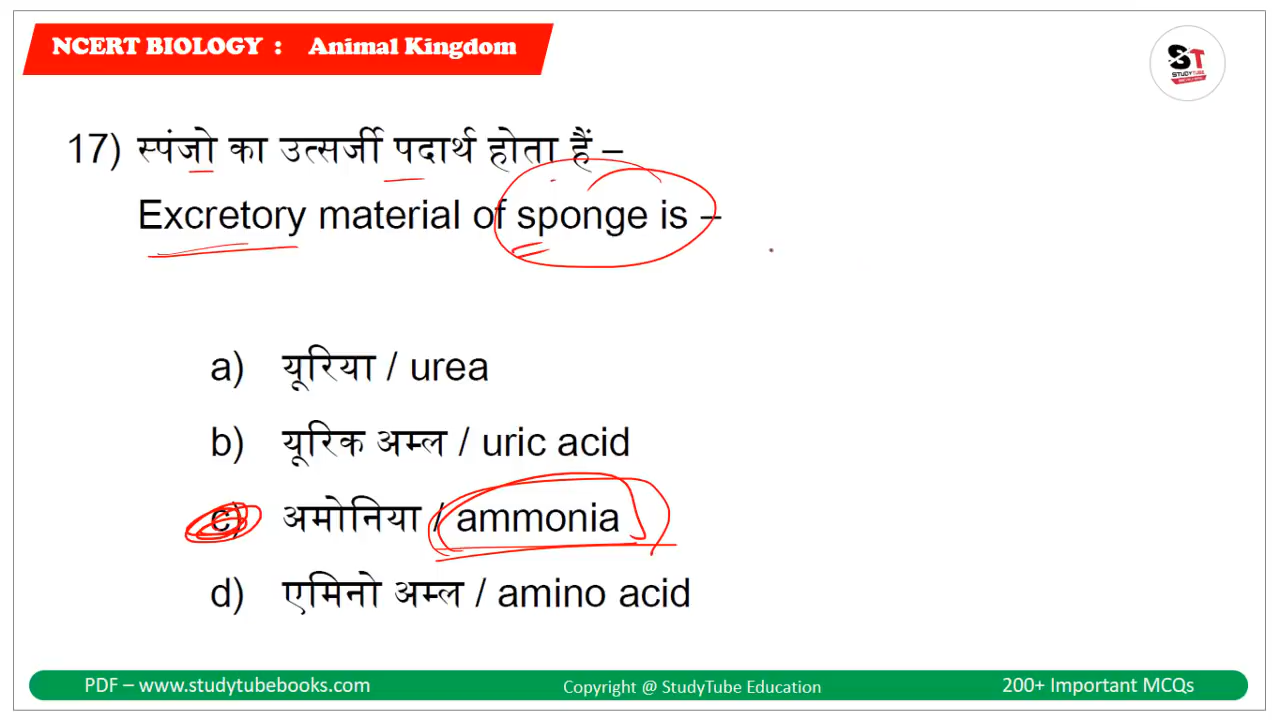 NCERT BIOLOGY : Animal Kingdom
ST
STUDYTUBE
17) स्पंजो का उत्सर्जी पदार्थ होता हैं –
Excretory material of sponge is –
a) यूरिया / urea
b) यूरिक अम्ल / uric acid
c) अमोनिया / ammonia
d) एमिनो अम्ल / amino acid
PDF – www.studytubebooks.com Copyright @ StudyTube Education 200+ Important MCQs